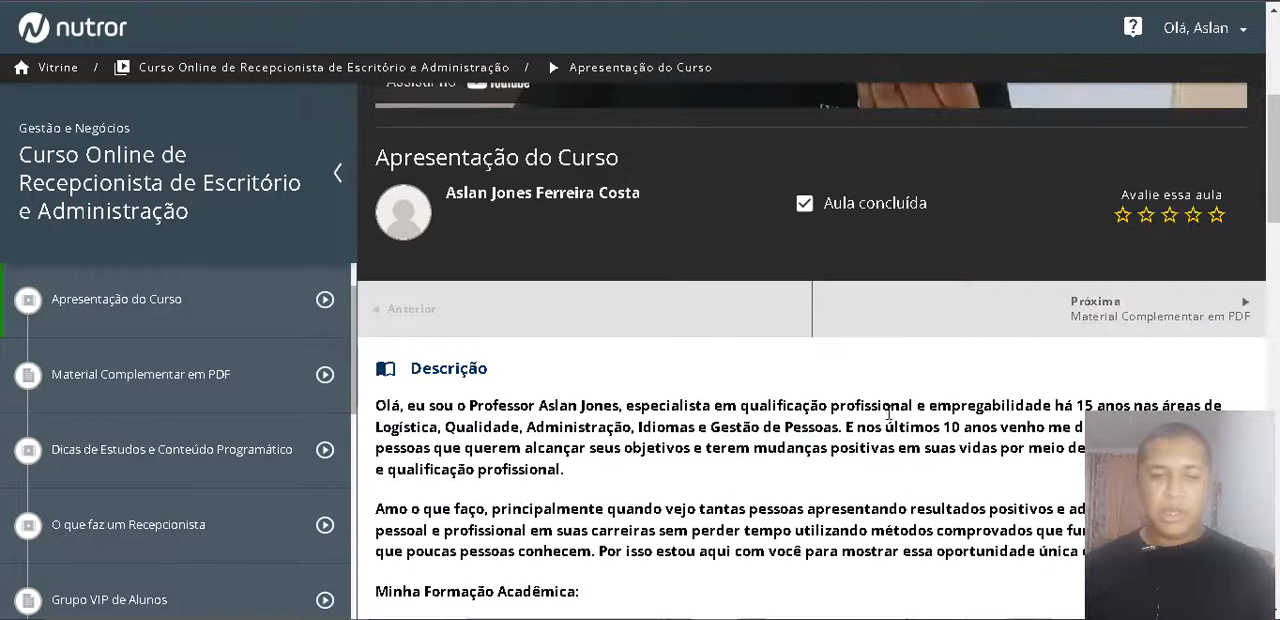 nutror
Olá, Aslan
Vitrine / Curso Online de Recepcionista de Escritório e Administração / Apresentação do Curso
Assistir no YouTube
Gestão e Negócios
Curso Online de
Recepcionista de Escritório
e Administração
Apresentação do Curso
Material Complementar em PDF
Dicas de Estudos e Conteúdo Programático
O que faz um Recepcionista
Grupo VIP de Alunos
Apresentação do Curso
Aslan Jones Ferreira Costa
Aula concluída
Avalie essa aula
Anterior
Próxima
Material Complementar em PDF
Descrição
Olá, eu sou o Professor Aslan Jones, especialista em qualificação profissional e empregabilidade há 15 anos nas áreas de
Logística, Qualidade, Administração, Idiomas e Gestão de Pessoas. E nos últimos 10 anos venho me
pessoas que querem alcançar seus objetivos e terem mudanças positivas em suas vidas por meio de
e qualificação profissional.
Amo o que faço, principalmente quando vejo tantas pessoas apresentando resultados positivos e
pessoal e profissional em suas carreiras sem perder tempo utilizando métodos comprovados que
que poucas pessoas conhecem. Por isso estou aqui com você para mostrar essa oportunidade única
Minha Formação Acadêmica: